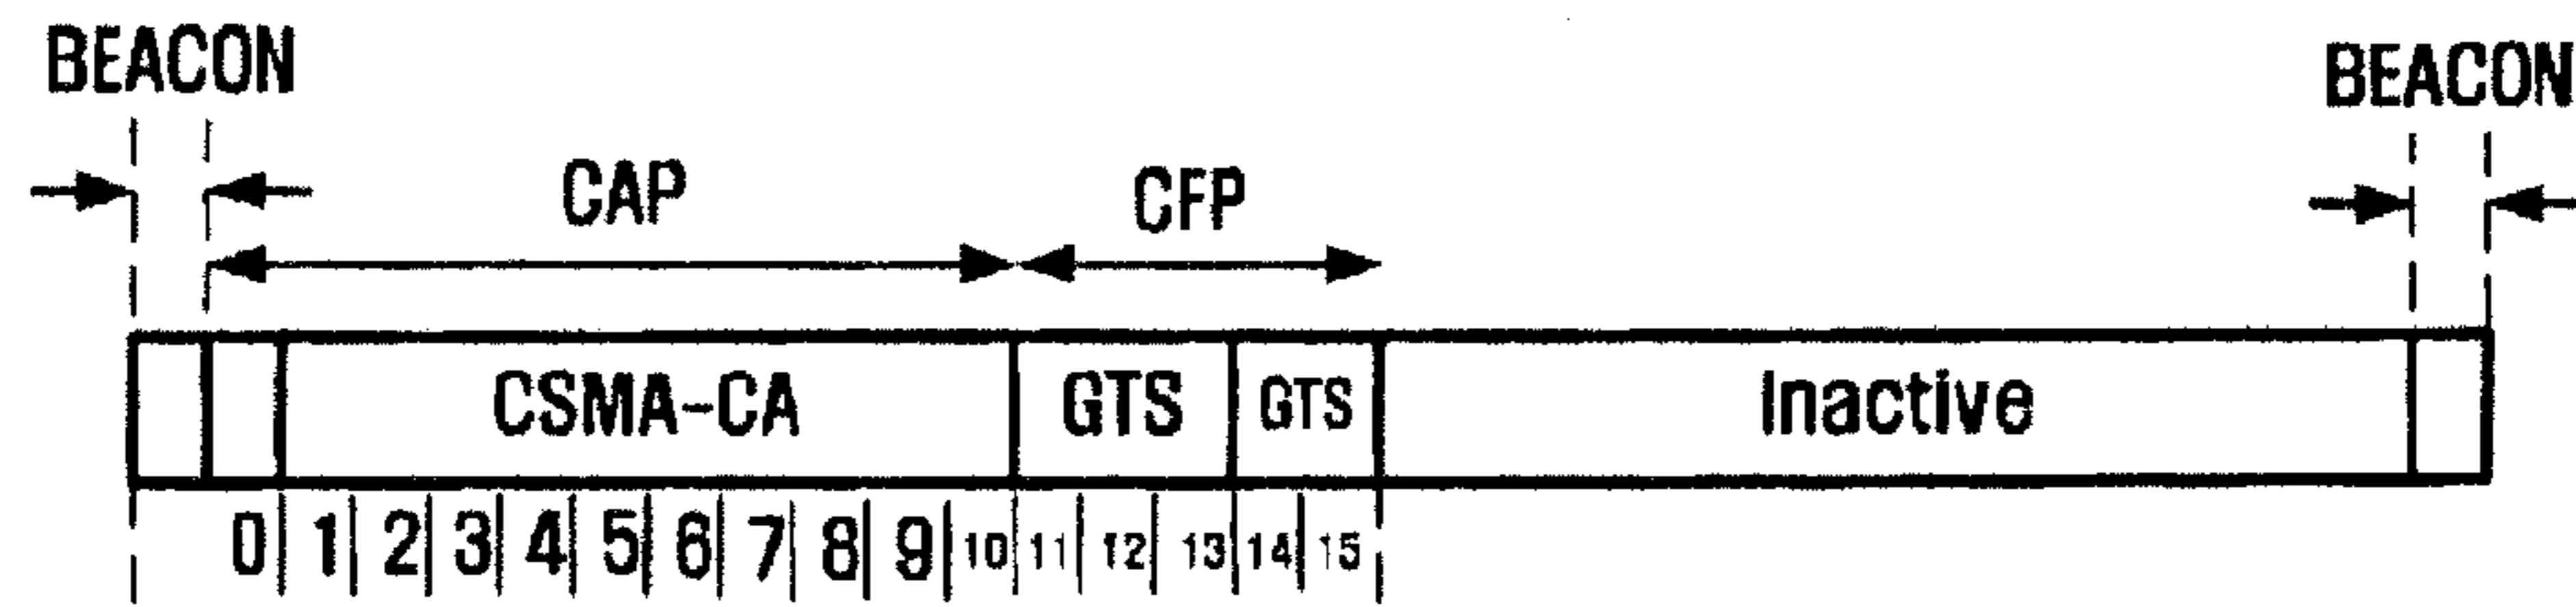 BEACON BEACON
CAP CFP
CSMA-CA GTS GTS Inactive
0 1 2 3 4 5 6 7 8 9 10 11 12 13 14 15